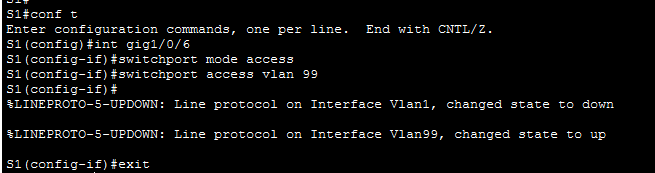 S1#
S1#conf t
Enter configuration commands, one per line.  End with CNTL/Z.
S1(config)#int gig1/0/6
S1(config-if)#switchport mode access
S1(config-if)#switchport access vlan 99
S1(config-if)#
%LINEPROTO-5-UPDOWN: Line protocol on Interface Vlan1, changed state to down
%LINEPROTO-5-UPDOWN: Line protocol on Interface Vlan99, changed state to up
S1(config-if)#exit